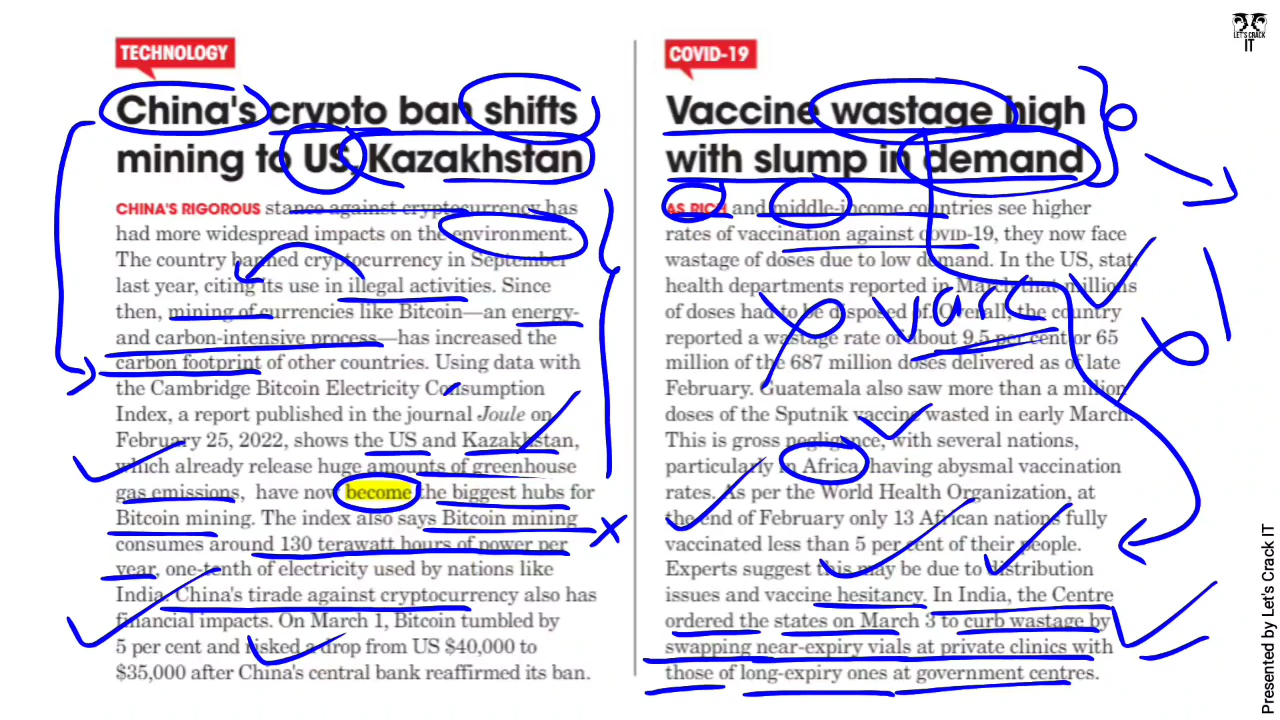 LET'S CRACK
IT
TECHNOLOGY
China's crypto ban shifts
mining to US, Kazakhstan
CHINA'S RIGOROUS stance against cryptocurrency has
had more widespread impacts on the environment.
The country banned cryptocurrency in September
last year, citing its use in illegal activities. Since
then, mining of currencies like Bitcoin—an energy-
and carbon-intensive process—has increased the
carbon footprint of other countries. Using data with
the Cambridge Bitcoin Electricity Consumption
Index, a report published in the journal Joule on
February 25, 2022, shows the US and Kazakhstan,
which already release huge amounts of greenhouse
gas emissions, have now become the biggest hubs for
Bitcoin mining. The index also says Bitcoin mining
consumes around 130 terawatt hours of power per
year, one-tenth of electricity used by nations like
India. China's tirade against cryptocurrency also has
financial impacts. On March 1, Bitcoin tumbled by
5 per cent and risked a drop from US $40,000 to
$35,000 after China's central bank reaffirmed its ban.
COVID-19
Vaccine wastage high
with slump in demand
AS RICH and middle-income countries see higher
rates of vaccination against COVID-19, they now face
wastage of doses due to low demand. In the US, state
health departments reported in March that millions
of doses had to be disposed of. Overall, the country
reported a wastage rate of about 9.5 per cent or 65
million of the 687 million doses delivered as of late
February. Guatemala also saw more than a million
doses of the Sputnik vaccine wasted in early March.
This is gross negligence, with several nations,
particularly in Africa, having abysmal vaccination
rates. As per the World Health Organization, at
the end of February only 13 African nations fully
vaccinated less than 5 per cent of their people.
Experts suggest this may be due to distribution
issues and vaccine hesitancy. In India, the Centre
ordered the states on March 3 to curb wastage by
swapping near-expiry vials at private clinics with
those of long-expiry ones at government centres.
Presented by Let's Crack IT